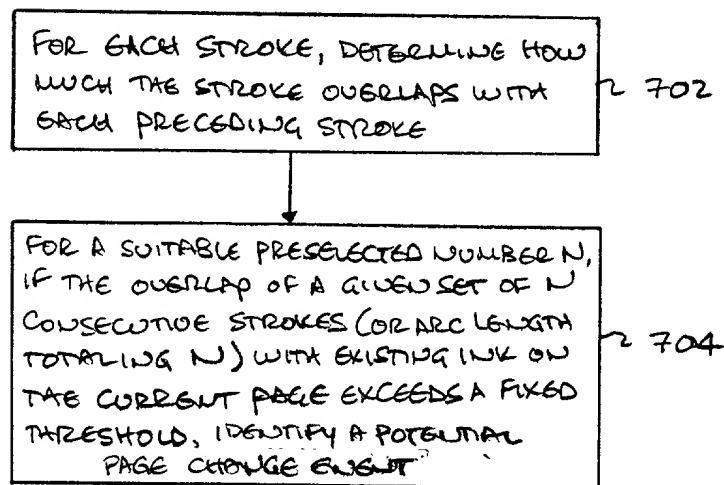 FOR EACH STROKE, DETERMINE HOW
MUCH THE STROKE OVERLAPS WITH
EACH PRECEDING STROKE
702
FOR A SUITABLE PRESELECTED NUMBER N,
IF THE OVERLAP OF A GIVEN SET OF N
CONSECUTIVE STROKES (OR ARC LENGTH
TOTALING N) WITH EXISTING INK ON
THE CURRENT PAGE EXCEEDS A FIXED
THRESHOLD, IDENTIFY A POTENTIAL
PAGE CHANGE EVENT
704